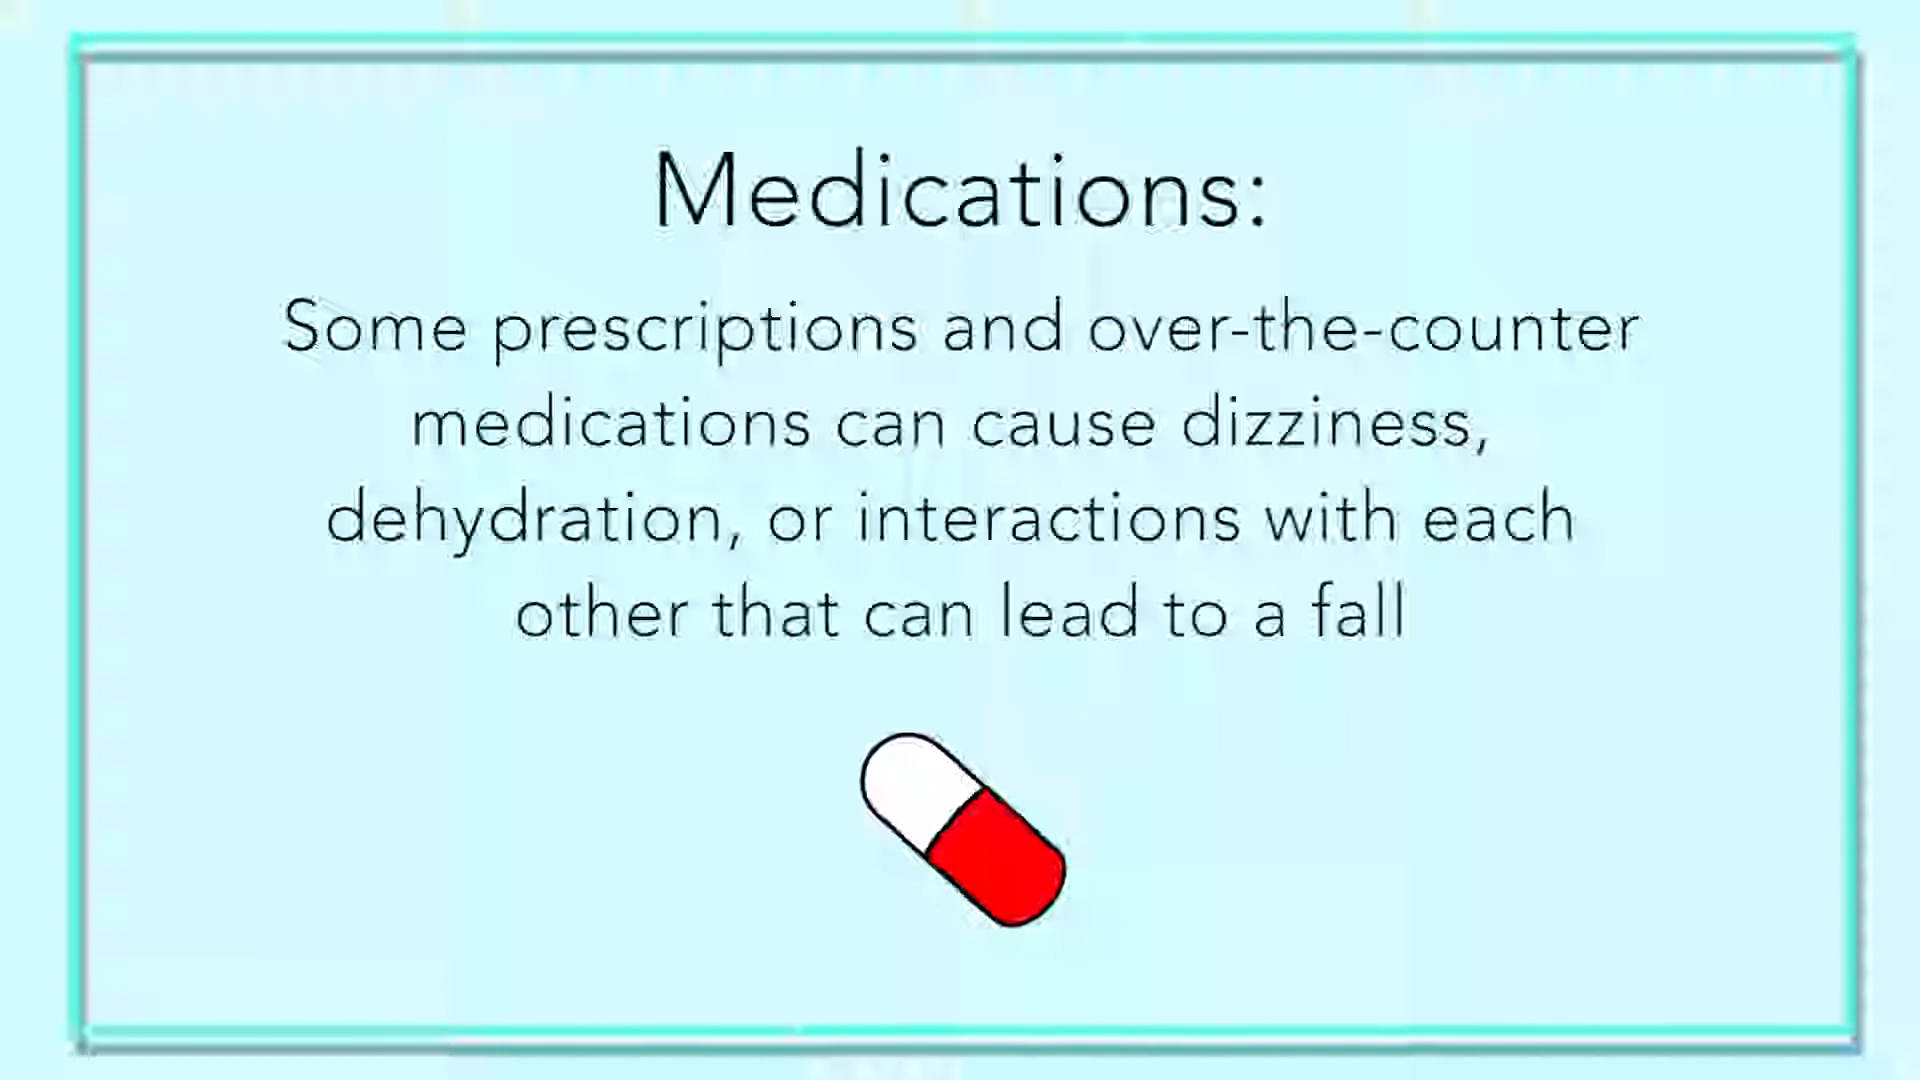 Medications:
Some prescriptions and over-the-counter
medications can cause dizziness,
dehydration, or interactions with each
other that can lead to a fall